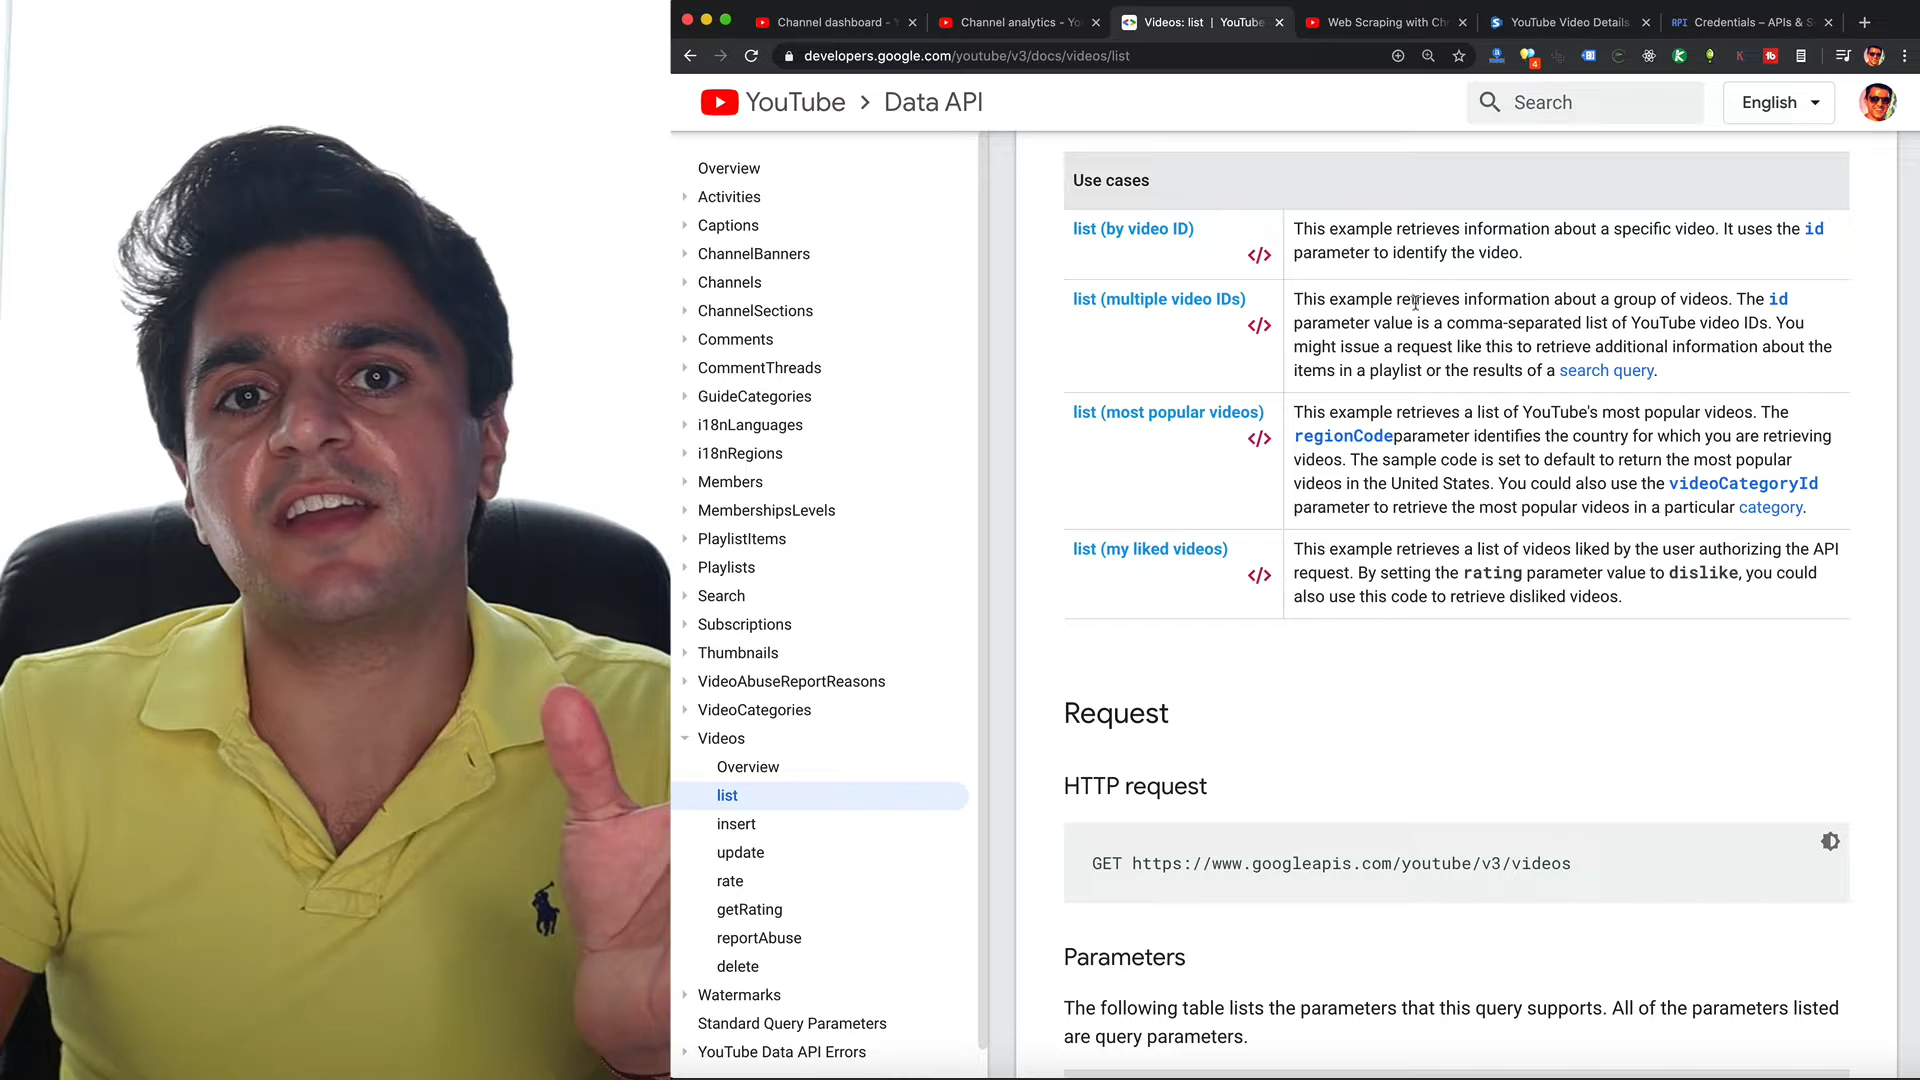 Channel dashboard -
Channel analytics - Yo
Videos: list | YouTube
Web Scraping with Ch
YouTube Video Details
API Credentials – APIs & S
developers.google.com/youtube/v3/docs/videos/list
4
YouTube > Data API
Search
English
Overview
Activities
Captions
ChannelBanners
Channels
ChannelSections
Comments
CommentThreads
GuideCategories
i18nLanguages
i18nRegions
Members
MembershipsLevels
PlaylistItems
Playlists
Search
Subscriptions
Thumbnails
VideoAbuseReportReasons
VideoCategories
Videos
Overview
list
insert
update
rate
getRating
reportAbuse
delete
Watermarks
Standard Query Parameters
YouTube Data API Errors
Use cases
list (by video ID)
</>
This example retrieves information about a specific video. It uses the id
parameter to identify the video.
list (multiple video IDs)
</>
This example retrieves information about a group of videos. The id
parameter value is a comma-separated list of YouTube video IDs. You
might issue a request like this to retrieve additional information about the
items in a playlist or the results of a search query.
list (most popular videos)
</>
This example retrieves a list of YouTube's most popular videos. The
regionCodeparameter identifies the country for which you are retrieving
videos. The sample code is set to default to return the most popular
videos in the United States. You could also use the videoCategoryId
parameter to retrieve the most popular videos in a particular category.
list (my liked videos)
</>
This example retrieves a list of videos liked by the user authorizing the API
request. By setting the rating parameter value to dislike, you could
also use this code to retrieve disliked videos.
Request
HTTP request
GET https://www.googleapis.com/youtube/v3/videos
Parameters
The following table lists the parameters that this query supports. All of the parameters listed
are query parameters.